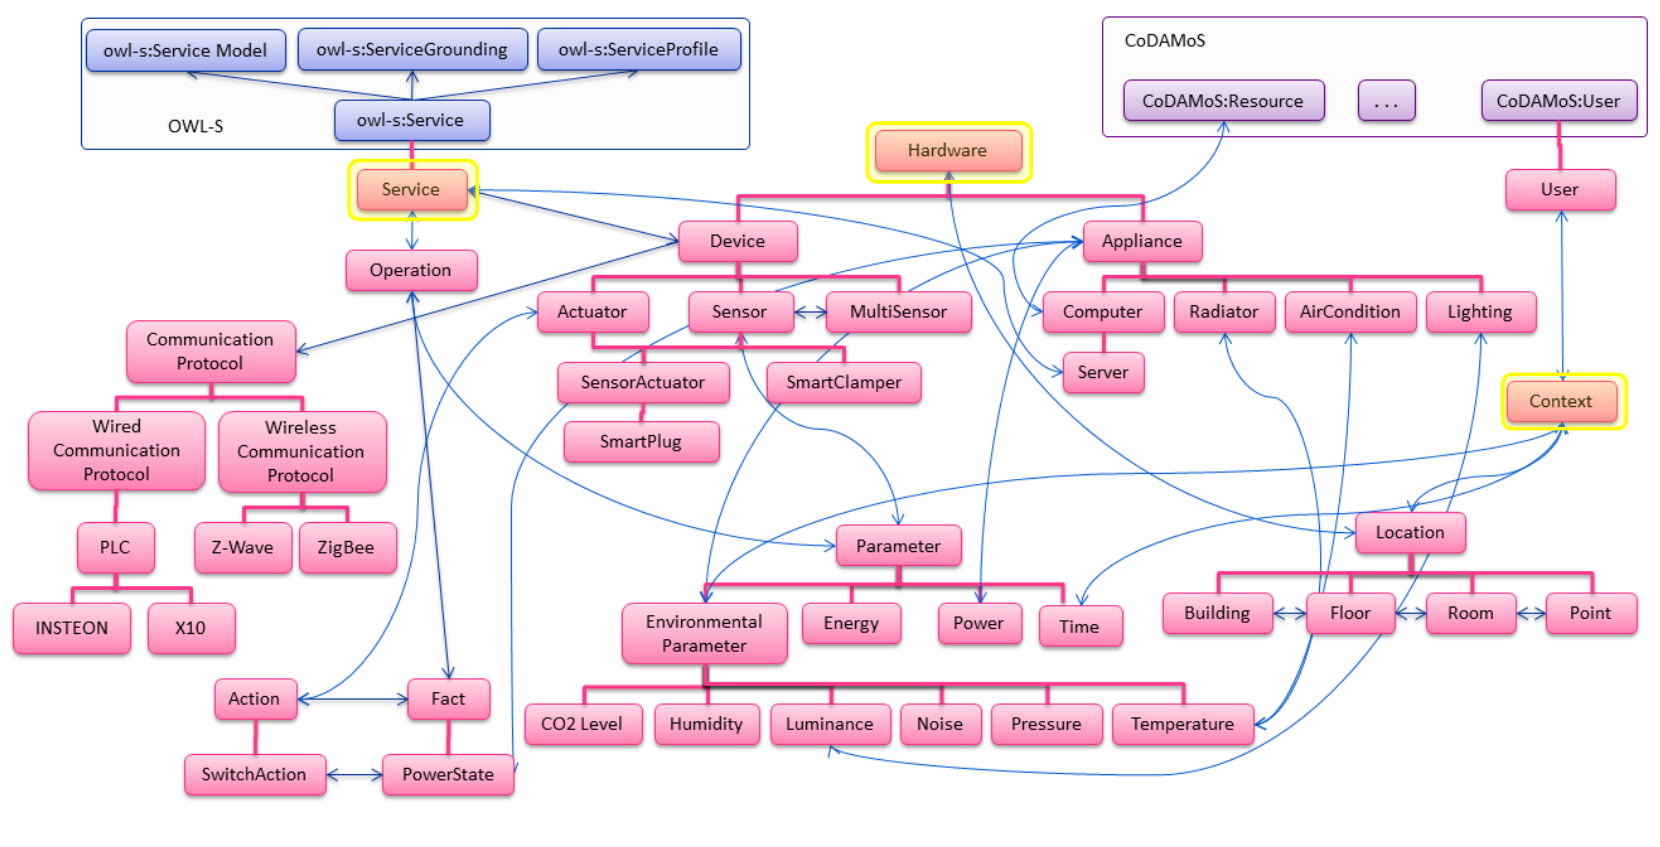 owl-s:Service Model
owl-s:ServiceGrounding
owl-s:ServiceProfile
owl-s:Service
OWL-S
CoDAMoS
CoDAMoS:Resource
...
CoDAMoS:User
Hardware
Service
User
Device
Appliance
Operation
Actuator
Sensor
MultiSensor
Computer
Radiator
AirCondition
Lighting
Communication
Protocol
SensorActuator
SmartClamper
Server
Context
SmartPlug
Wired
Communication
Protocol
Wireless
Communication
Protocol
PLC
Z-Wave
ZigBee
Parameter
Location
INSTEON
X10
Environmental
Parameter
Energy
Power
Time
Building
Floor
Room
Point
Action
Fact
CO2 Level
Humidity
Luminance
Noise
Pressure
Temperature
SwitchAction
PowerState